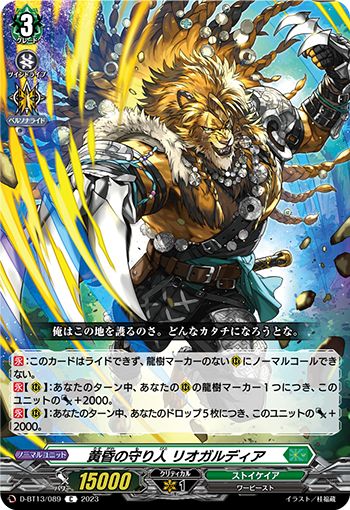 3
グレード
ツインドライブ
ペルソナライド
俺はこの地を護るのさ。どんなカタチになろうとな。
永:このカードはライドできず、龍樹マーカーのないRにノーマルコールでき
ない。
永【R】:あなたのターン中、あなたのRの龍樹マーカー1つにつき、この
ユニットの+2000。
永【R】:あなたのターン中、あなたのドロップ5枚につき、このユニットの
+2000。
ノーマルユニット
黄昏の守り人 リオガルディア
パワー
15000
クリティカル
1
ストイケイア
ワービースト
D-BT13/089 C 2023
イラスト/桂福蔵